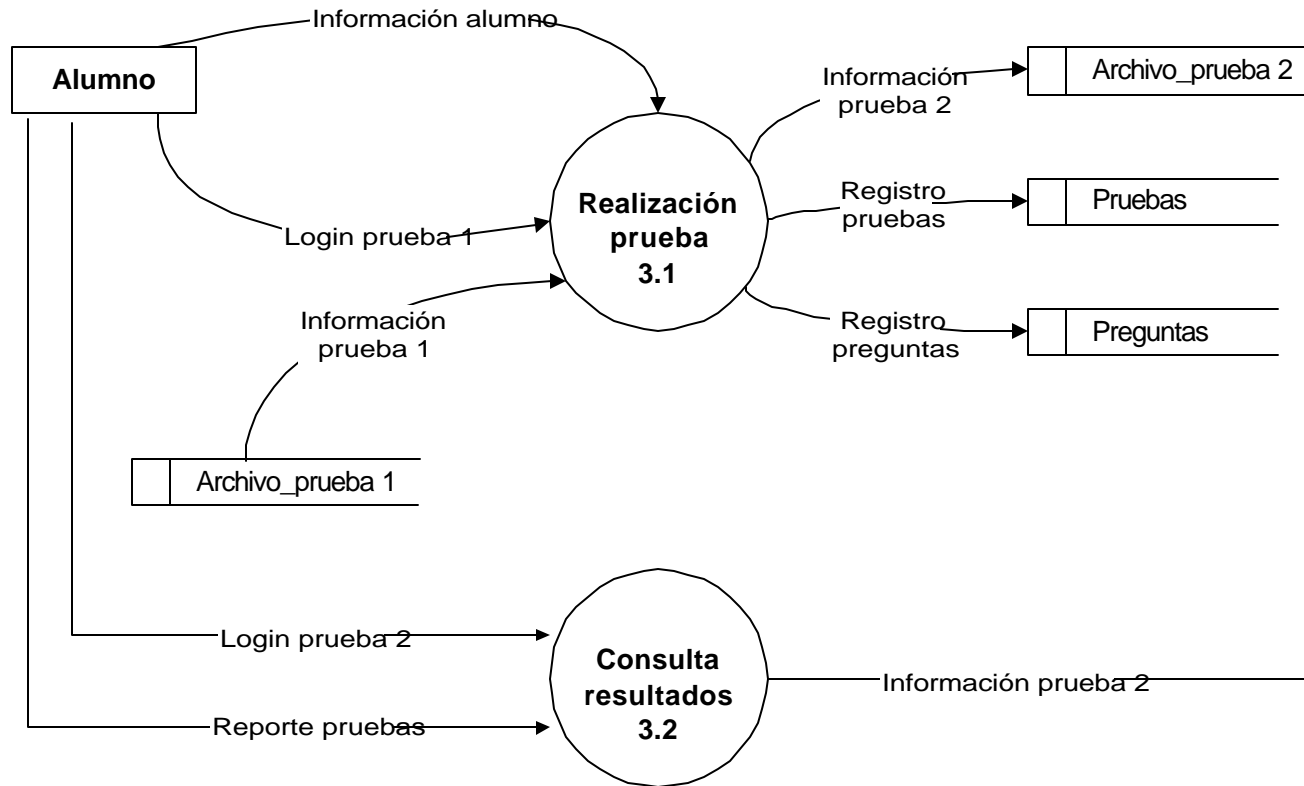 Información alumno
Alumno
Información
prueba 2
Archivo_prueba 2
Realización
prueba
3.1
Registro
pruebas
Pruebas
Login prueba 1
Información
prueba 1
Registro
preguntas
Preguntas
Archivo_prueba 1
Login prueba 2
Consulta
resultados
3.2
Información prueba 2
Reporte pruebas